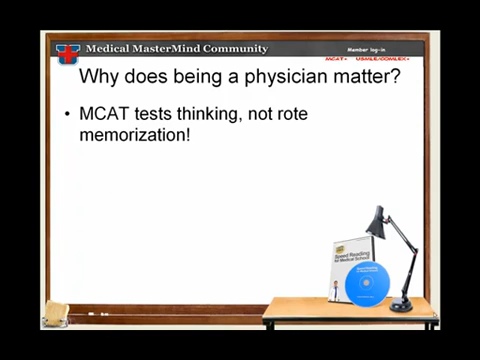 Medical MasterMind Community
Member log-in
MCAT+ USMLE/COMLEX+
Why does being a physician matter?
• MCAT tests thinking, not rote
memorization!
Speed Reading
for Medical School